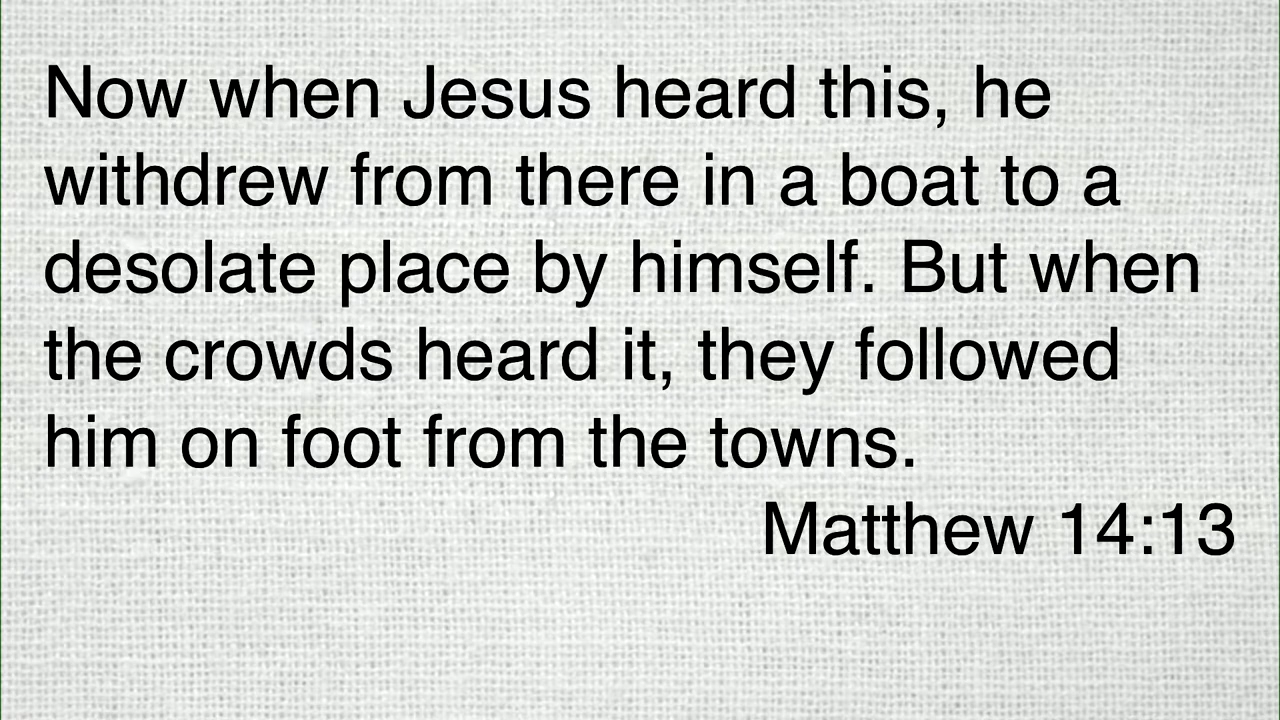 Now when Jesus heard this, he
withdrew from there in a boat to a
desolate place by himself. But when
the crowds heard it, they followed
him on foot from the towns.
Matthew 14:13